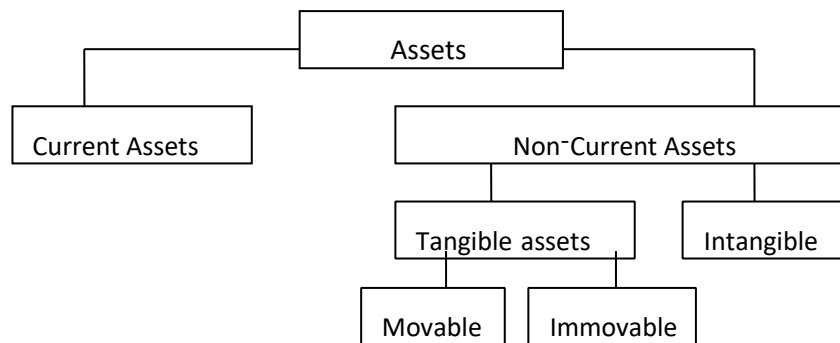 Assets
Current Assets
Non-Current Assets
Tangible assets
Intangible
Movable
Immovable